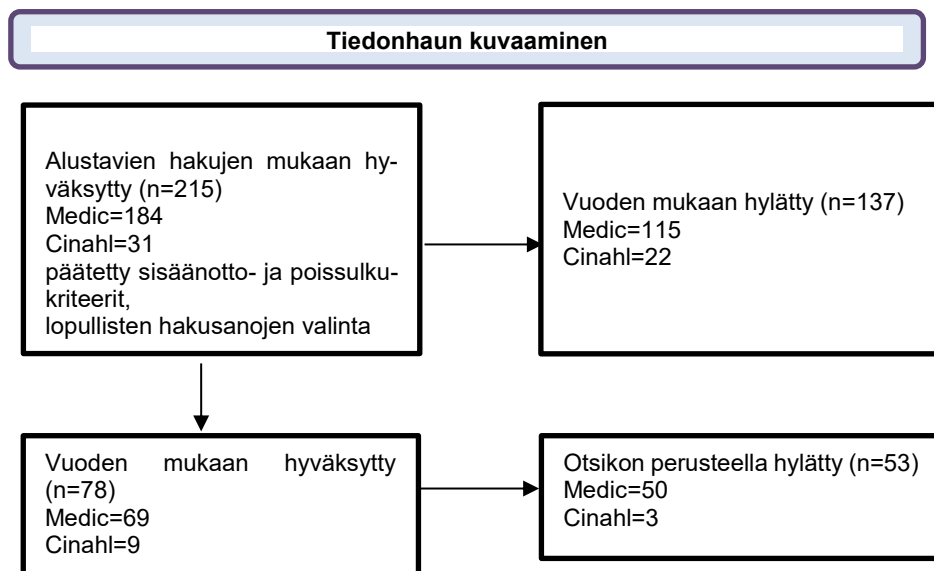 Tiedonhaun kuvaaminen
Alustavien hakujen mukaan hy-
väksytty (n=215)
Medic=184
Cinahl=31
päätetty sisäänotto- ja poissulku-
kriteerit,
lopullisten hakusanojen valinta
Vuoden mukaan hylätty (n=137)
Medic=115
Cinahl=22
Vuoden mukaan hyväksytty
(n=78)
Medic=69
Cinahl=9
Otsikon perusteella hylätty (n=53)
Medic=50
Cinahl=3